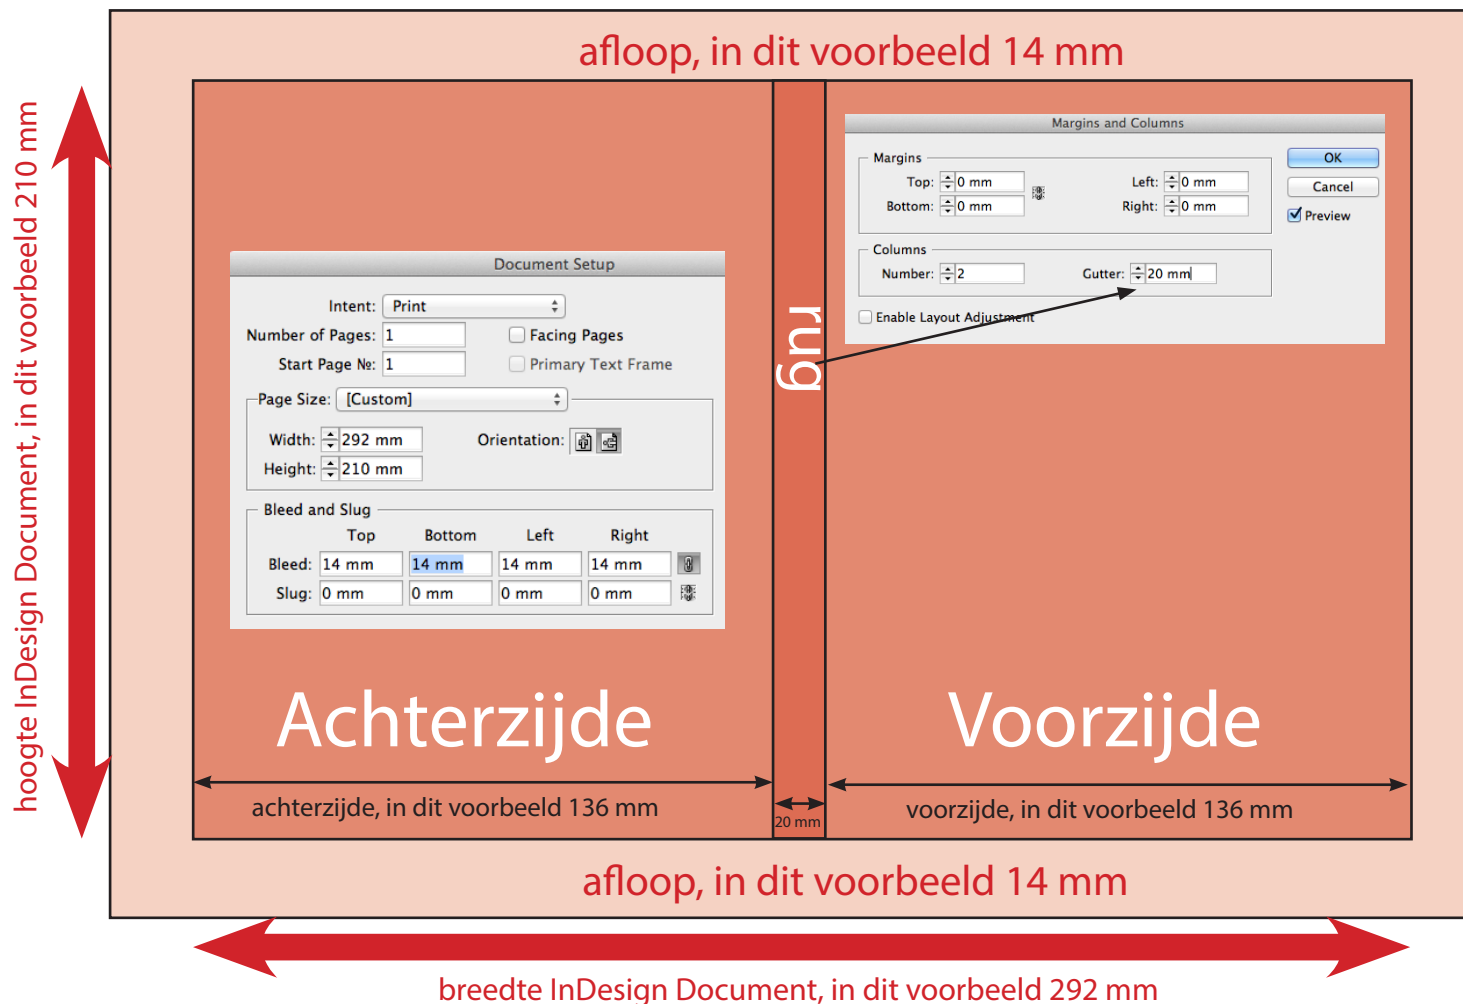 afloop, in dit voorbeeld 14 mm
hoogte InDesign Document, in dit voorbeeld 210 mm
Document Setup
Intent: Print
Number of Pages: 1
Facing Pages
Start Page №: 1
Primary Text Frame
Page Size: [Custom]
Width: 292 mm
Orientation:
Height: 210 mm
Bleed and Slug
Top Bottom Left Right
Bleed: 14 mm 14 mm 14 mm 14 mm
Slug: 0 mm 0 mm 0 mm 0 mm
Achterzijde
achterzijde, in dit voorbeeld 136 mm
rug
20 mm
Margins and Columns
Margins
Top: 0 mm Left: 0 mm
Bottom: 0 mm Right: 0 mm
OK
Cancel
Preview
Columns
Number: 2 Gutter: 20 mm
Enable Layout Adjustment
Voorzijde
voorzijde, in dit voorbeeld 136 mm
afloop, in dit voorbeeld 14 mm
breedte InDesign Document, in dit voorbeeld 292 mm